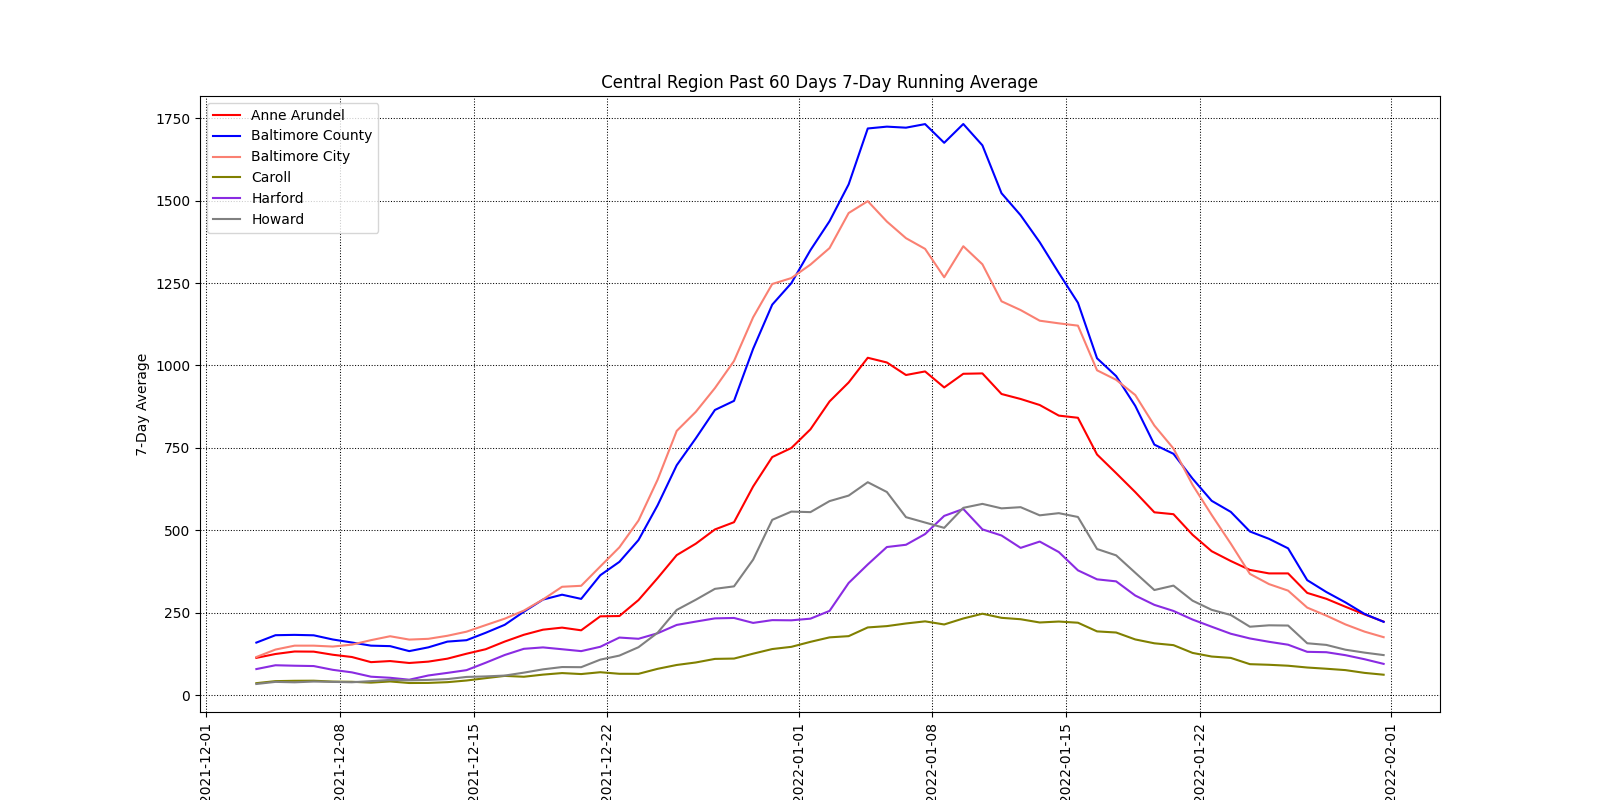 Central Region Past 60 Days 7-Day Running Average
Anne Arundel
Baltimore County
Baltimore City
Caroll
Harford
Howard
7-Day Average
1750
1500
1250
1000
750
500
250
0
2021-12-01
2021-12-08
2021-12-15
2021-12-22
2022-01-01
2022-01-08
2022-01-15
2022-01-22
2022-02-01